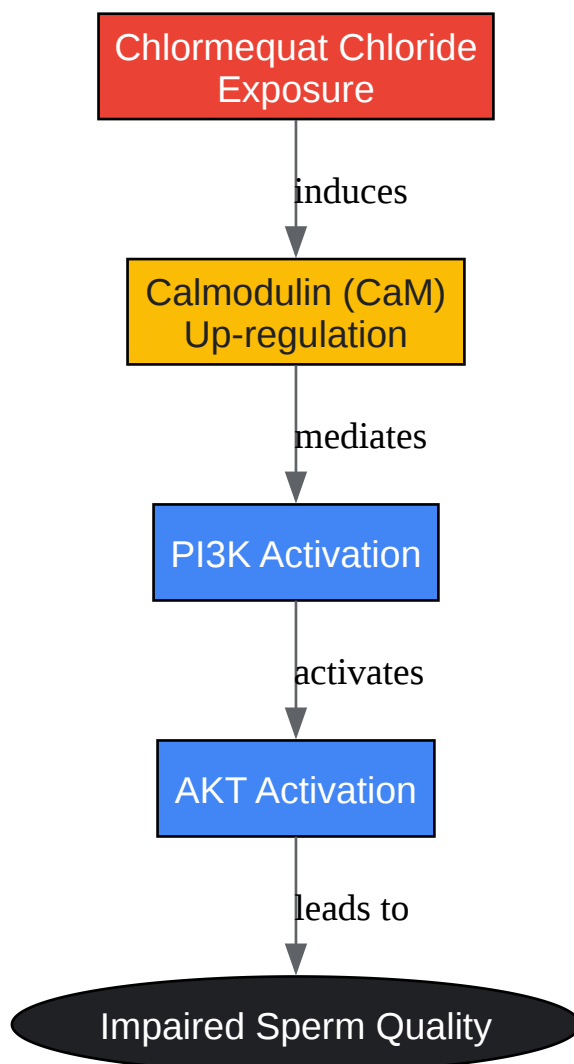 Chlormequat Chloride
Exposure
induces
Calmodulin (CaM)
Up-regulation
mediates
PI3K Activation
activates
AKT Activation
leads to
Impaired Sperm Quality